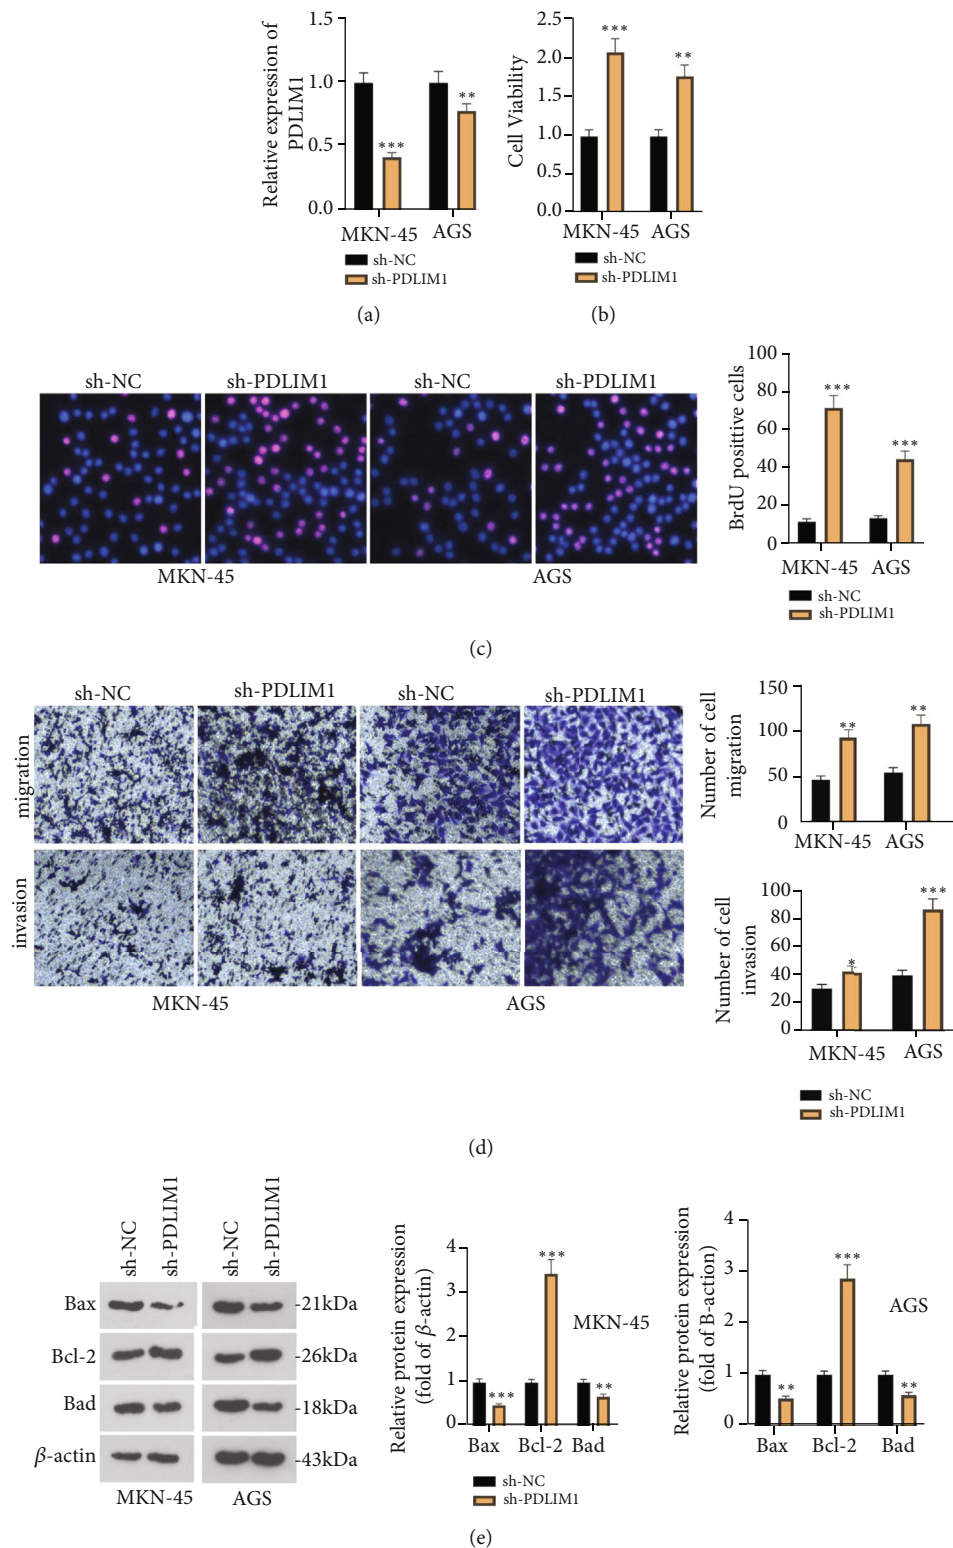 Relative expression of
PDLIM1
1.5
1.0
0.5
0.0
***
**
MKN-45
AGS
sh-NC
sh-PDLIM1
(a)
Cell Viability
2.5
2.0
1.5
1.0
0.5
0.0
***
**
MKN-45
AGS
sh-NC
sh-PDLIM1
(b)
sh-NC
sh-PDLIM1
sh-NC
sh-PDLIM1
MKN-45
AGS
BrdU posittive cells
100
80
60
40
20
0
***
***
MKN-45
AGS
sh-NC
sh-PDLIM1
(c)
sh-NC
sh-PDLIM1
sh-NC
sh-PDLIM1
migration
invasion
MKN-45
AGS
Number of cell
migration
150
100
50
0
**
**
MKN-45
AGS
Number of cell
invasion
100
80
60
40
20
0
*
***
MKN-45
AGS
sh-NC
sh-PDLIM1
(d)
sh-NC
sh-PDLIM1
sh-NC
sh-PDLIM1
Bax
-21kDa
Bcl-2
-26kDa
Bad
-18kDa
β-actin
-43kDa
MKN-45
AGS
Relative protein expression
(fold of β-actin)
4
3
2
1
0
***
***
**
MKN-45
Bax
Bcl-2
Bad
sh-NC
sh-PDLIM1
Relative protein expression
(fold of B-action)
4
3
2
1
0
**
***
**
AGS
Bax
Bcl-2
Bad
(e)